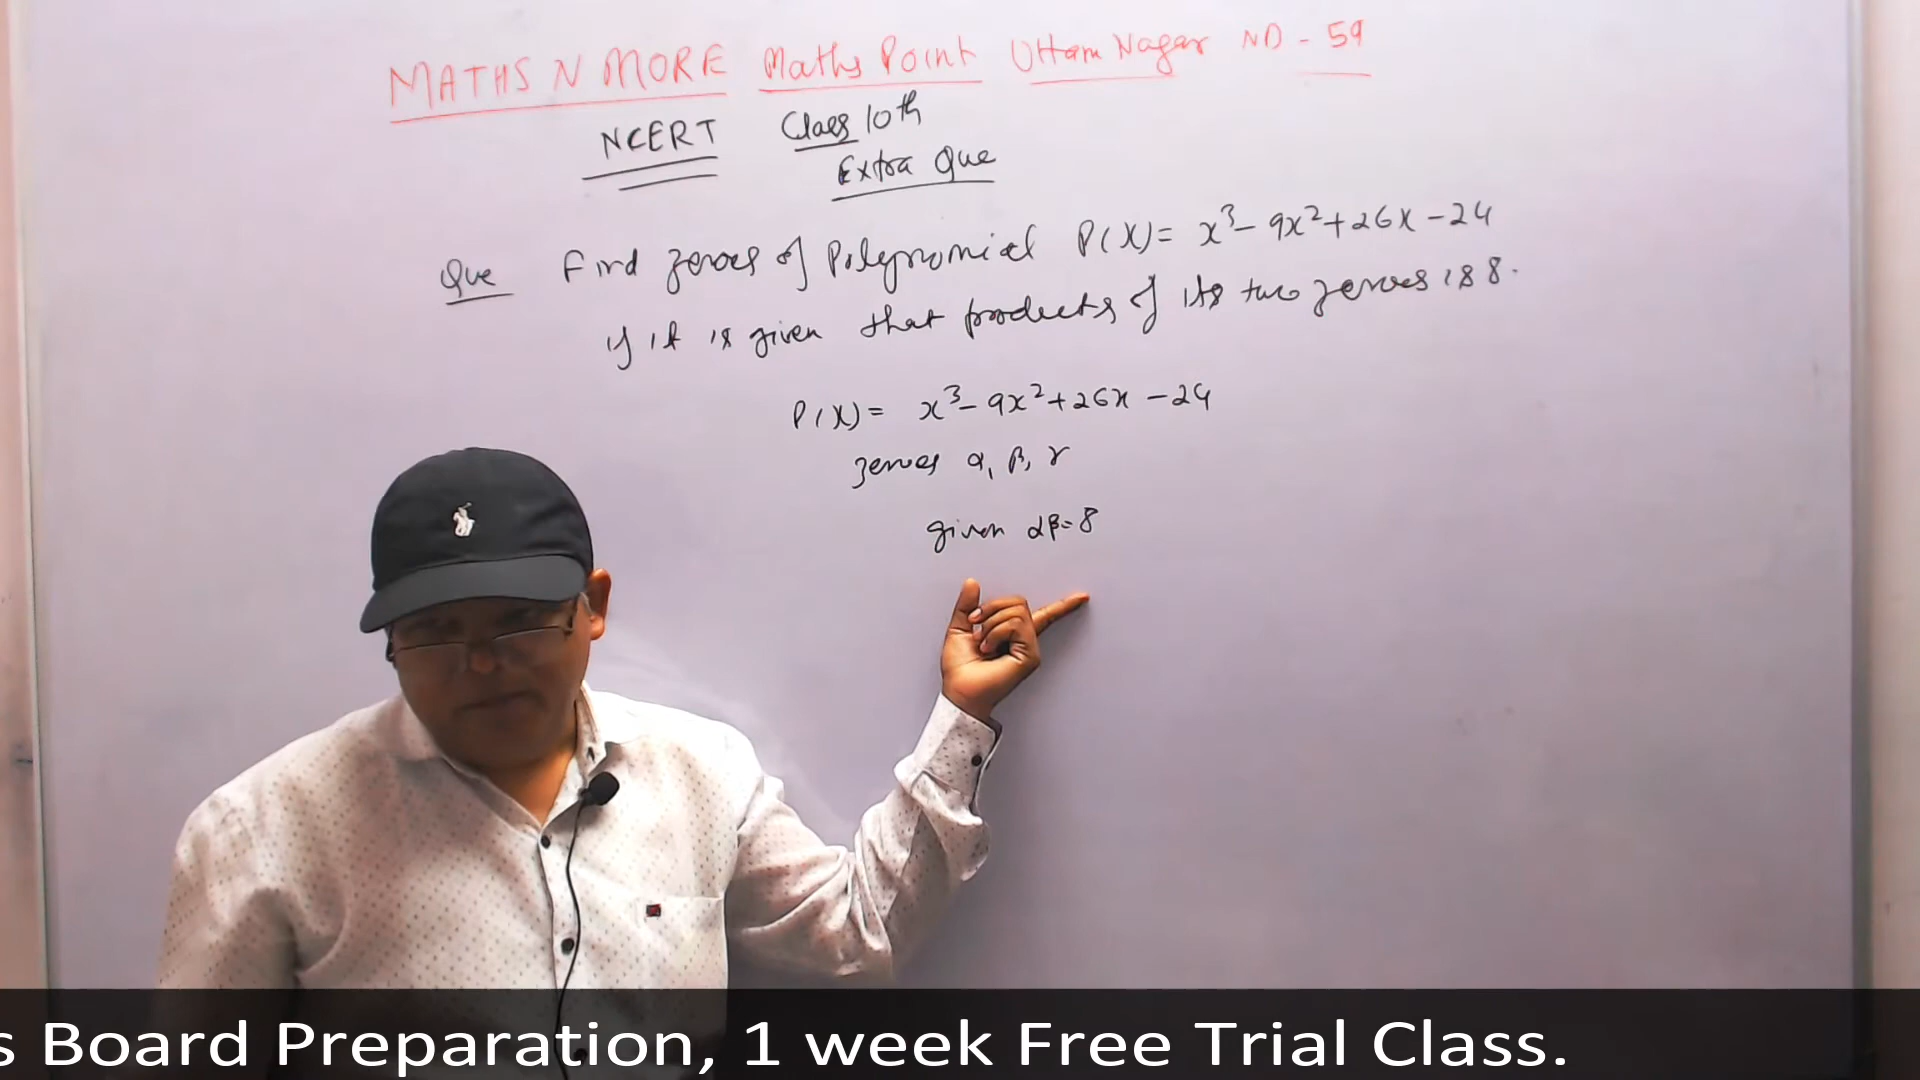 MATHS N MORE Maths Point Uttam Nagar ND - 59
NCERT Class 10th
Extra Que
Que Find zeroes of Polynomial P(X) = x³ - 9x² + 26x - 24
if it is given that products of its two zeroes is 8.
P(X) = x³ - 9x² + 26x - 24
zeroes α, β, γ
given αβ = 8
s Board Preparation, 1 week Free Trial Class.